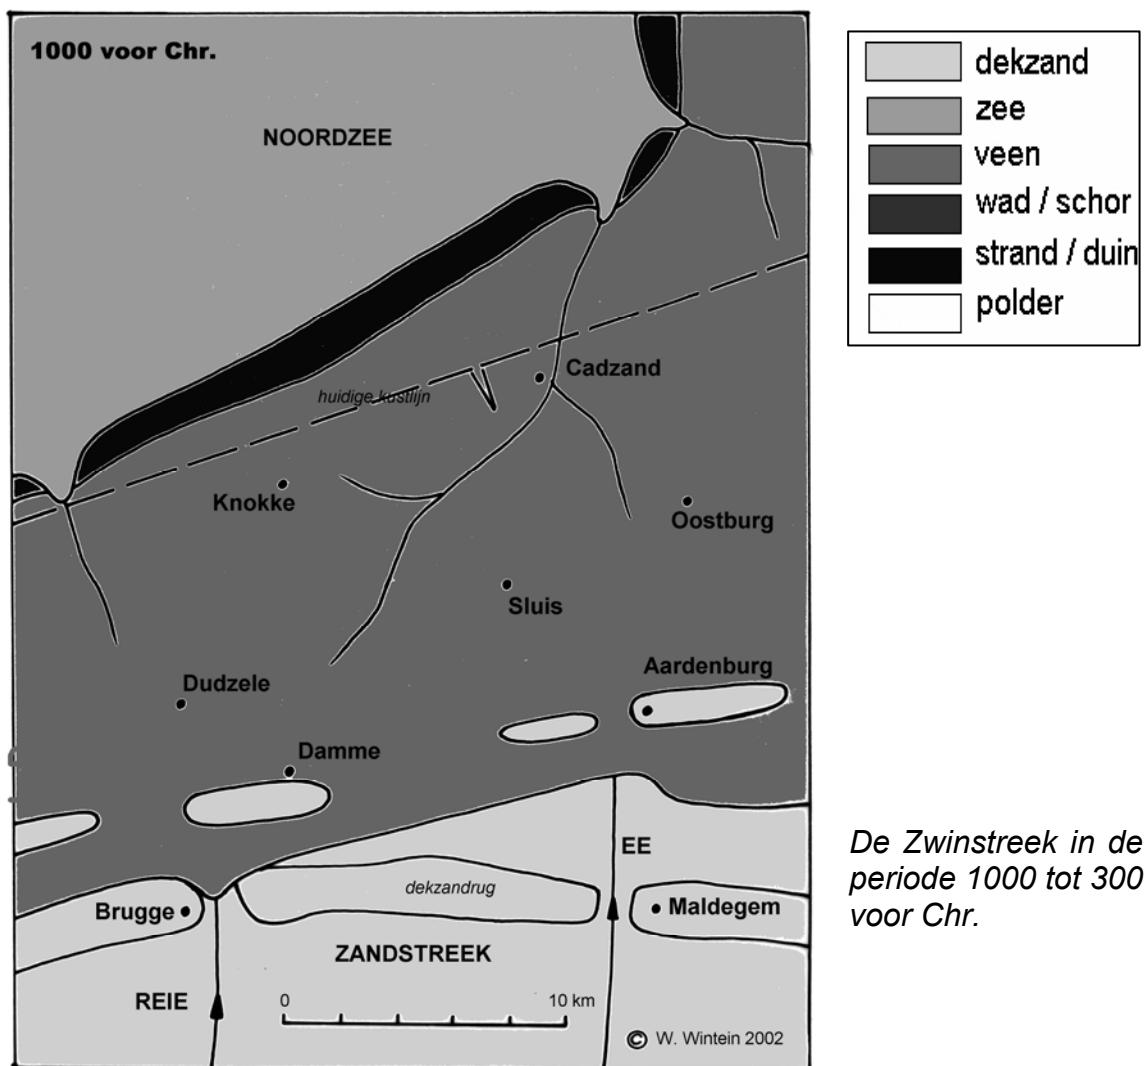 1000 voor Chr.
NOORDZEE
huidige kustlijn
Cadzand
Knokke
Oostburg
Sluis
Aardenburg
Dudzele
Damme
EE
dekzandrug
Brugge
Maldegem
ZANDSTREEK
REIE
0
10 km
© W. Wintein 2002
dekzand
zee
veen
wad / schor
strand / duin
polder
De Zwinstreek in de
periode 1000 tot 300
voor Chr.